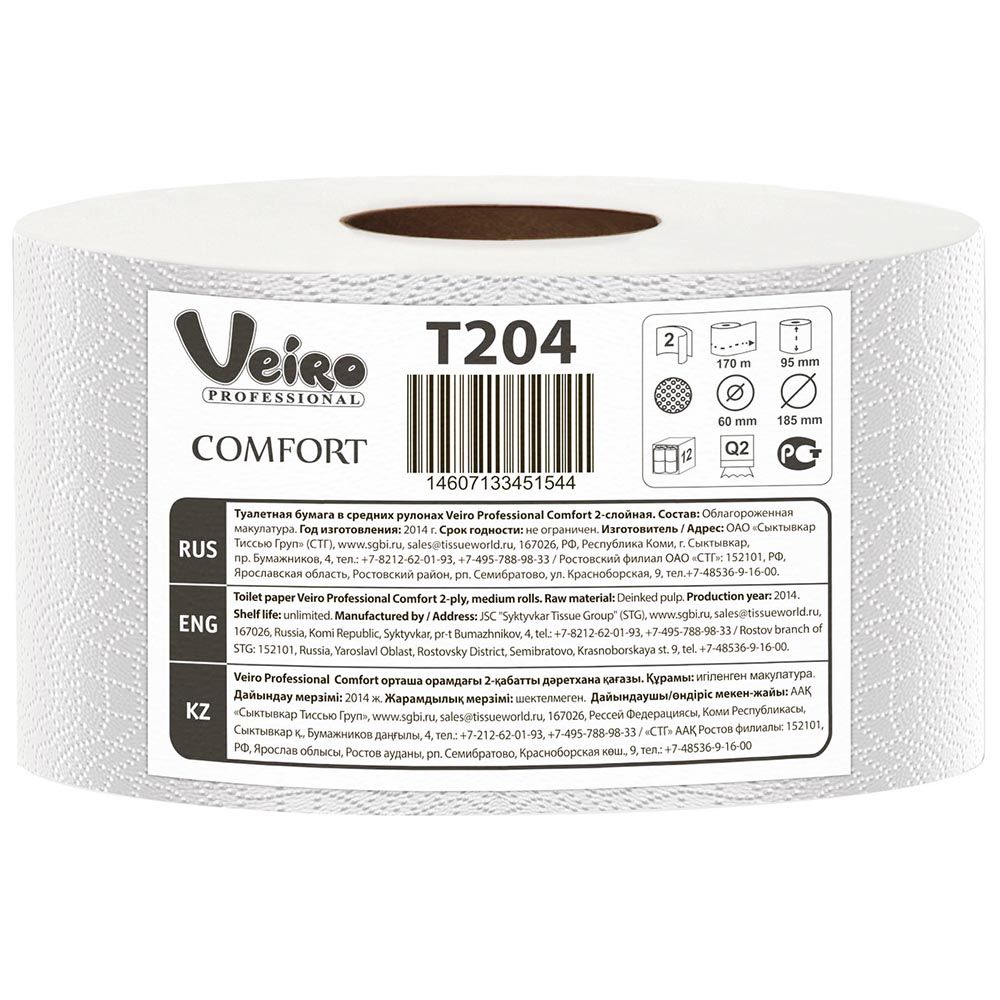 Veiro
PROFESSIONAL
COMFORT
T204
14607133451544
2
170 m
95 mm
60 mm
185 mm
12
Q2
РСТ
RUS
Туалетная бумага в средних рулонах Veiro Professional Comfort 2-слойная. Состав: Облагороженная
макулатура. Год изготовления: 2014 г. Срок годности: не ограничен. Изготовитель / Адрес: ОАО «Сыктывкар
Тиссью Груп» (СТГ), www.sgbi.ru, sales@tissueworld.ru, 167026, РФ, Республика Коми, г. Сыктывкар,
пр. Бумажников, 4, тел.: +7-8212-62-01-93, +7-495-788-98-33 / Ростовский филиал ОАО «СТГ»: 152101, РФ,
Ярославская область, Ростовский район, рп. Семибратово, ул. Красноборская, 9, тел.+7-48536-9-16-00.
ENG
Toilet paper Veiro Professional Comfort 2-ply, medium rolls. Raw material: Deinked pulp. Production year: 2014.
Shelf life: unlimited. Manufactured by / Address: JSC "Syktyvkar Tissue Group" (STG), www.sgbi.ru, sales@tissueworld.ru,
167026, Russia, Komi Republic, Syktyvkar, pr-t Bumazhnikov, 4, tel.: +7-8212-62-01-93, +7-495-788-98-33 / Rostov branch of
STG: 152101, Russia, Yaroslavl Oblast, Rostovsky District, Semibratovo, Krasnoborskaya st. 9, tel. +7-48536-9-16-00.
KZ
Veiro Professional Comfort орташа орамдағы 2-қабатты дәретхана қағазы. Құрамы: игіленген макулатура.
Дайындау мерзімі: 2014 ж. Жарамдылық мерзімі: шектелмеген. Дайындаушы/өндіріс мекен-жайы: ААҚ
«Сыктывкар Тиссью Груп», www.sgbi.ru, sales@tissueworld.ru, 167026, Рессей Федерациясы, Коми Республикасы,
Сыктывкар қ., Бумажников даңғылы, 4, тел.: +7-212-62-01-93, +7-495-788-98-33 / «СТГ» ААҚ Ростов филиалы: 152101,
РФ, Ярослав облысы, Ростов ауданы, рп. Семибратово, Красноборская көш., 9, тел.: +7-48536-9-16-00